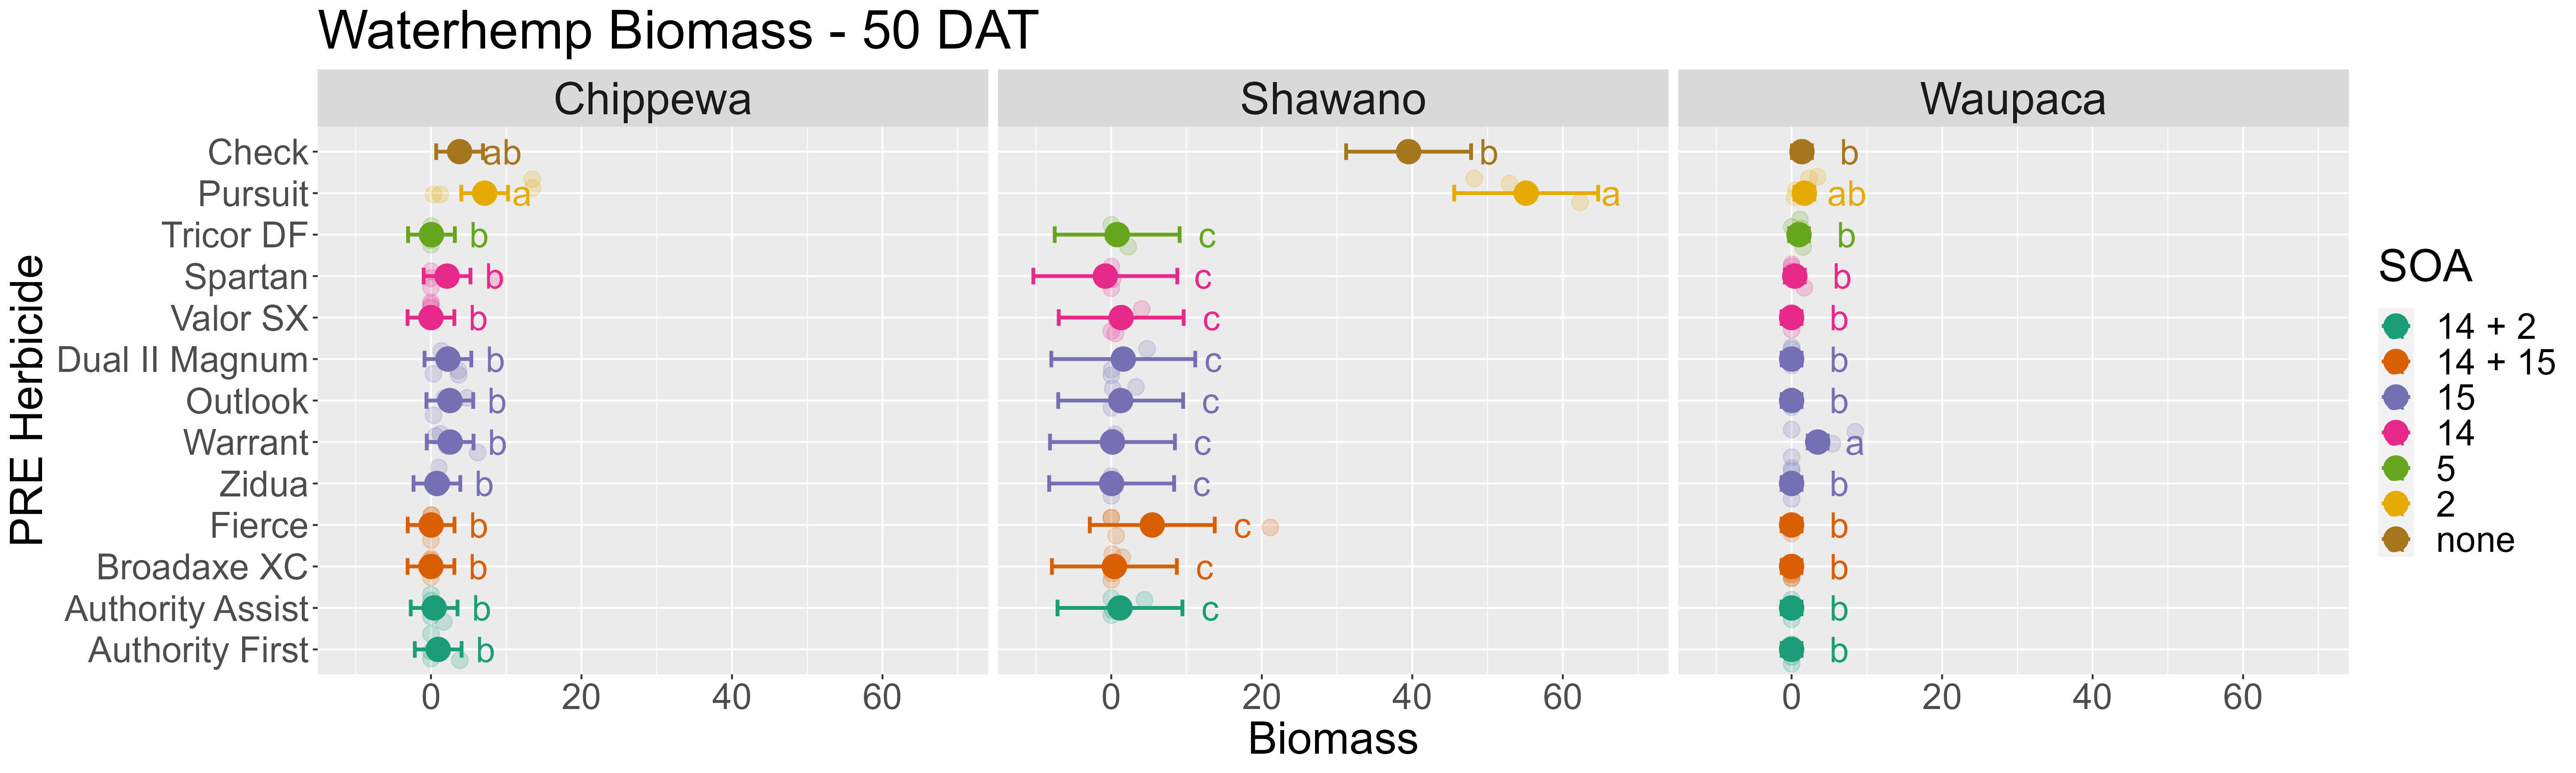 Waterhemp Biomass - 50 DAT
Chippewa Shawano Waupaca
PRE Herbicide
Check ab b b
Pursuit a a ab
Tricor DF b c b
Spartan b c b
Valor SX b c b
Dual II Magnum b c b
Outlook b c b
Warrant b c a
Zidua b c b
Fierce b c b
Broadaxe XC b c b
Authority Assist b c b
Authority First b b
0 20 40 60 0 20 40 60 0 20 40 60
Biomass
SOA
14 + 2
14 + 15
15
14
5
2
none